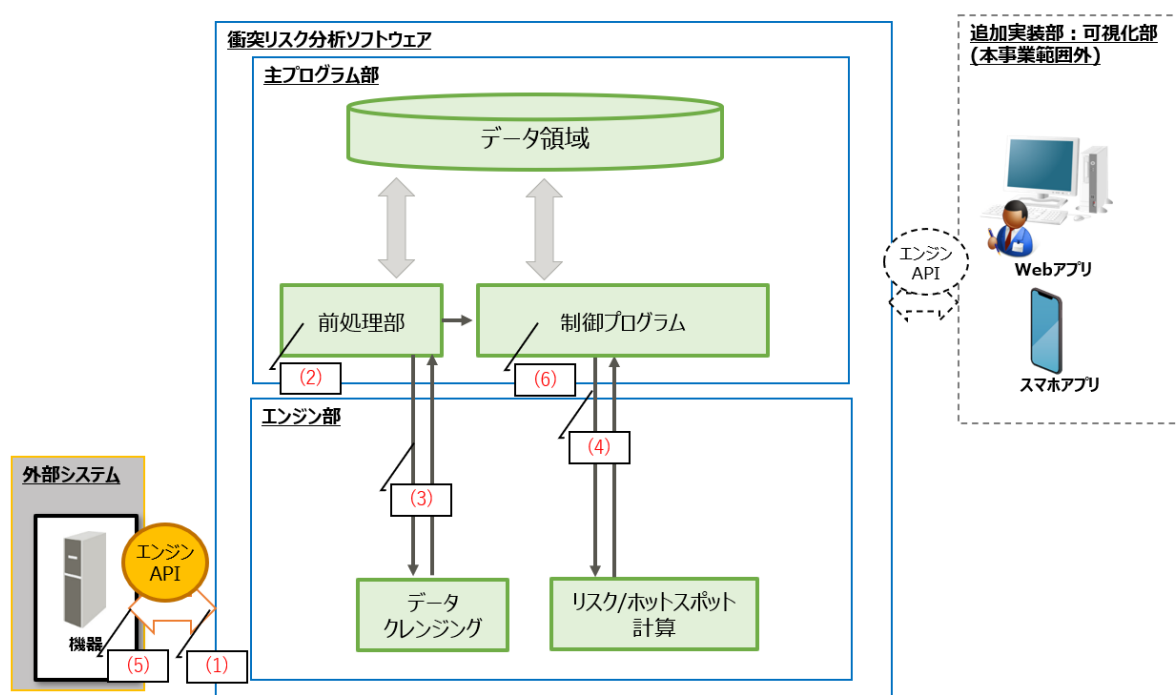 衝突リスク分析ソフトウェア
主プログラム部
データ領域
前処理部
制御プログラム
(2)
(6)
エンジン部
(4)
(3)
データ
クレンジング
リスク/ホットスポット
計算
外部システム
エンジン
API
機器
(5)
(1)
エンジン
API
追加実装部：可視化部
(本事業範囲外)
Webアプリ
スマホアプリ